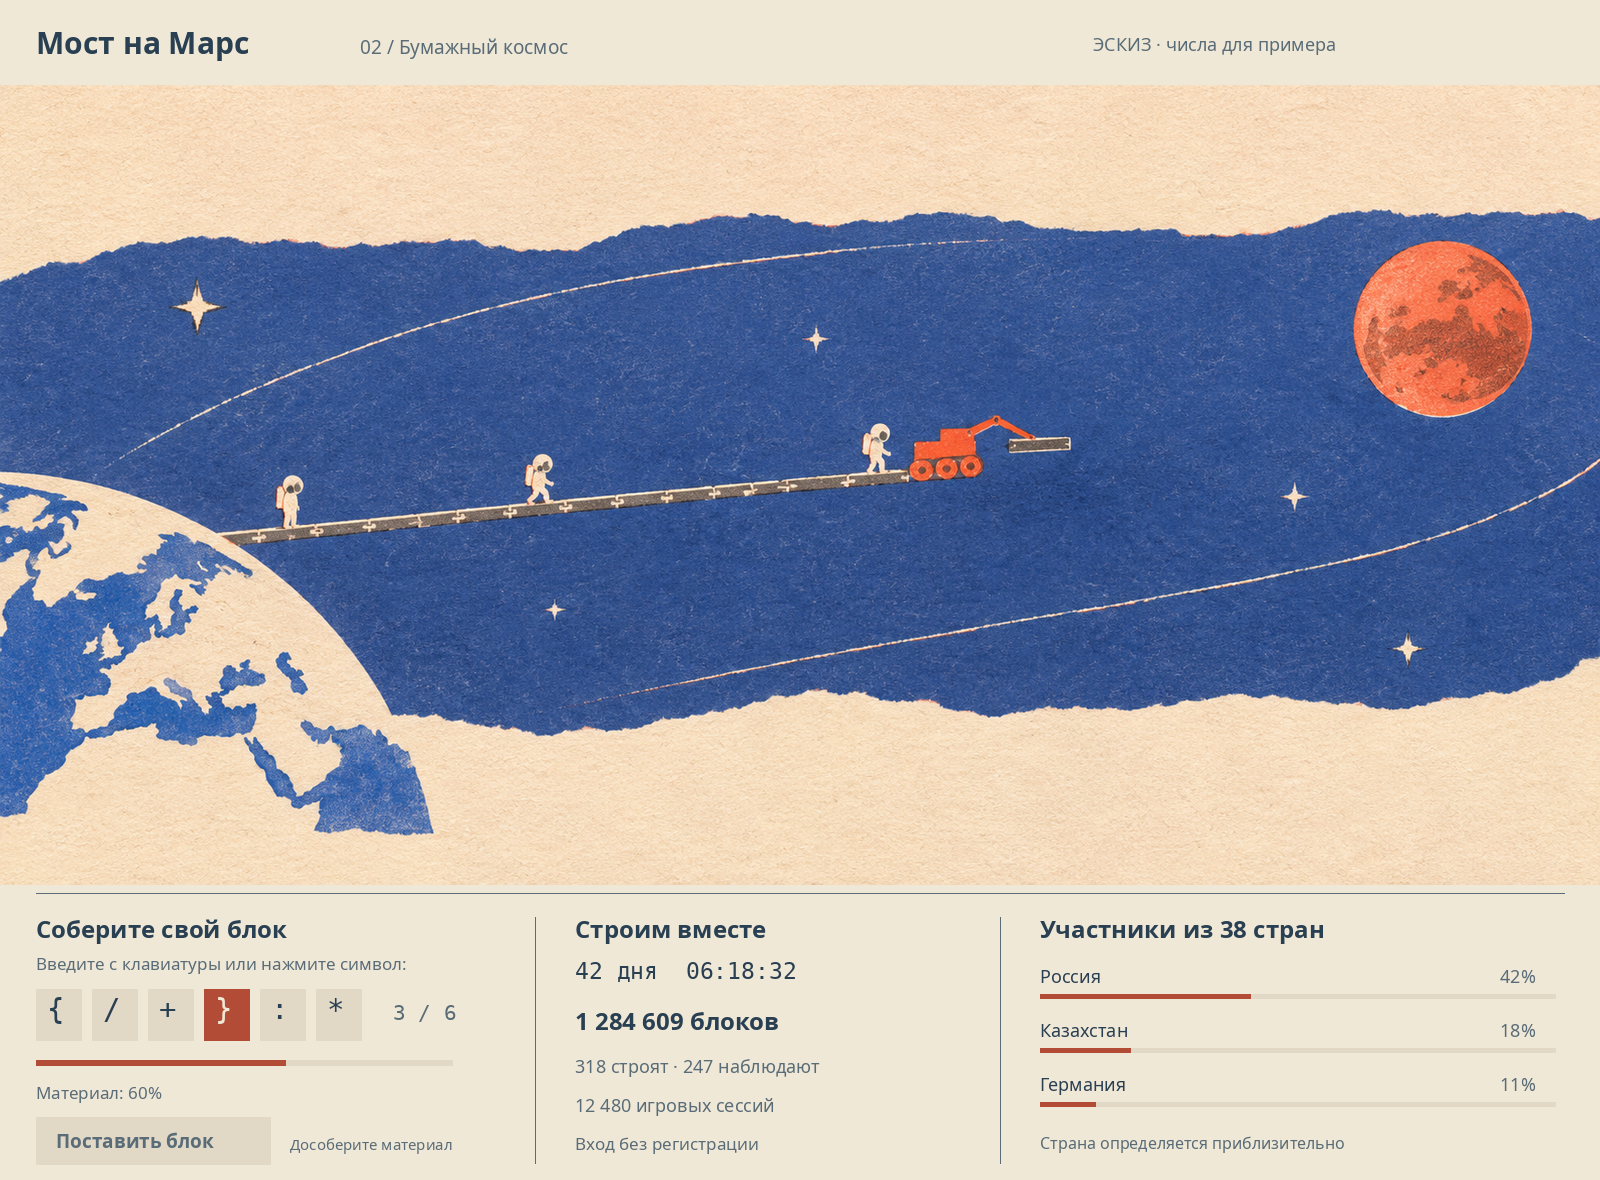 Мост на Марс
02 / Бумажный космос
ЭСКИЗ · числа для примера
Соберите свой блок
Введите с клавиатуры или нажмите символ:
{ / + } : * 3 / 6
Материал: 60%
Поставить блок
Дособерите материал
Строим вместе
42 дня 06:18:32
1 284 609 блоков
318 строят · 247 наблюдают
12 480 игровых сессий
Вход без регистрации
Участники из 38 стран
Россия 42%
Казахстан 18%
Германия 11%
Страна определяется приблизительно